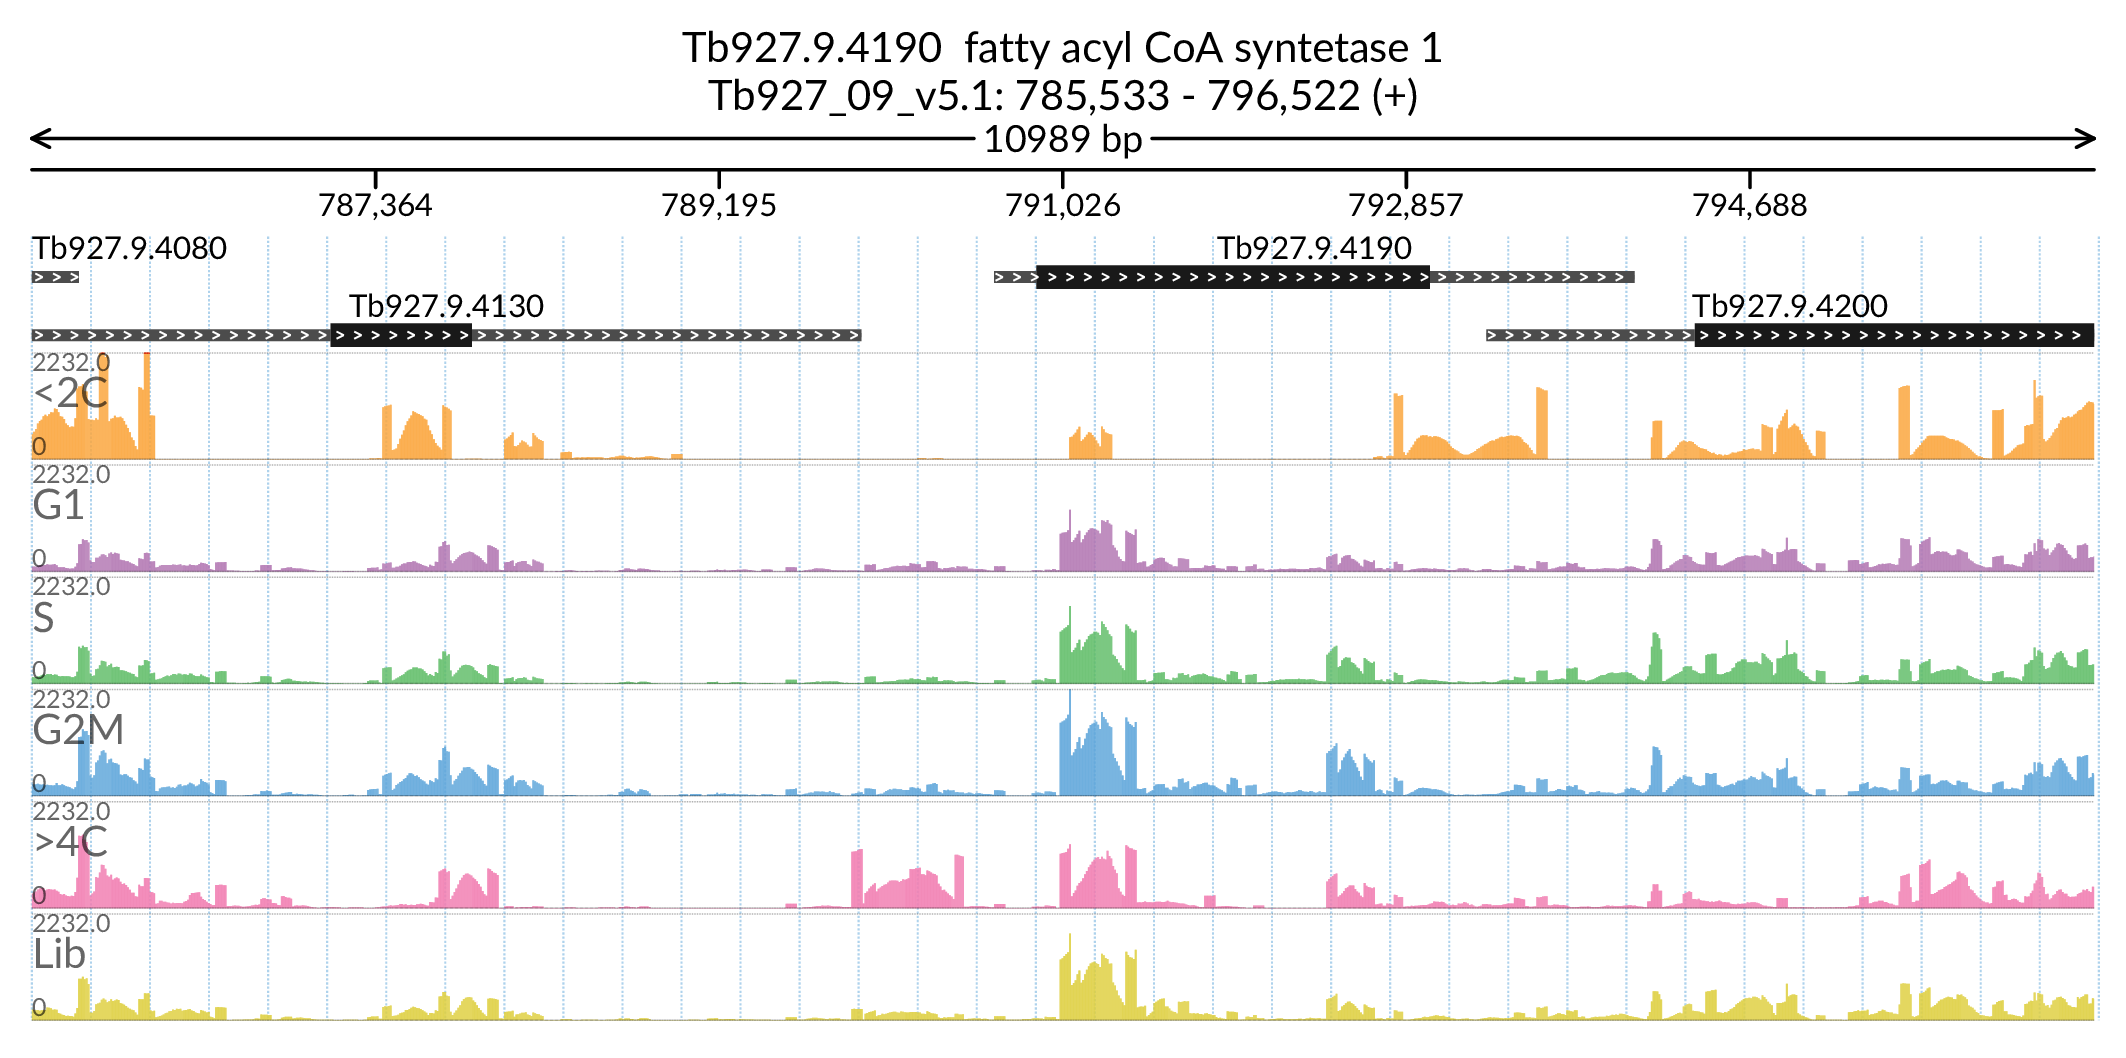 Tb927.9.4190  fatty acyl CoA syntetase 1
Tb927_09_v5.1: 785,533 - 796,522 (+)
10989 bp
787,364 789,195 791,026 792,857 794,688
Tb927.9.4080 Tb927.9.4190
Tb927.9.4130 Tb927.9.4200
2232.0
<2C
0
2232.0
G1
0
2232.0
S
0
2232.0
G2M
0
2232.0
>4C
0
2232.0
Lib
0